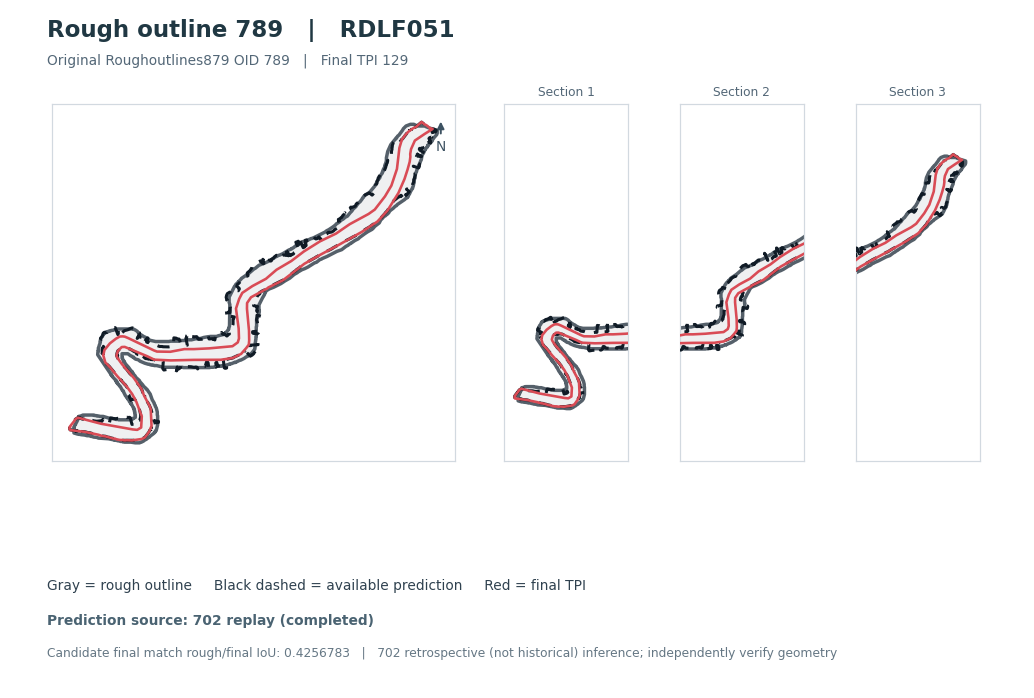 Rough outline 789   |   RDLF051
Original Roughoutlines879 OID 789   |   Final TPI 129
Section 1
Section 2
Section 3
N
Gray = rough outline     Black dashed = available prediction     Red = final TPI
Prediction source: 702 replay (completed)
Candidate final match rough/final IoU: 0.4256783   |   702 retrospective (not historical) inference; independently verify geometry